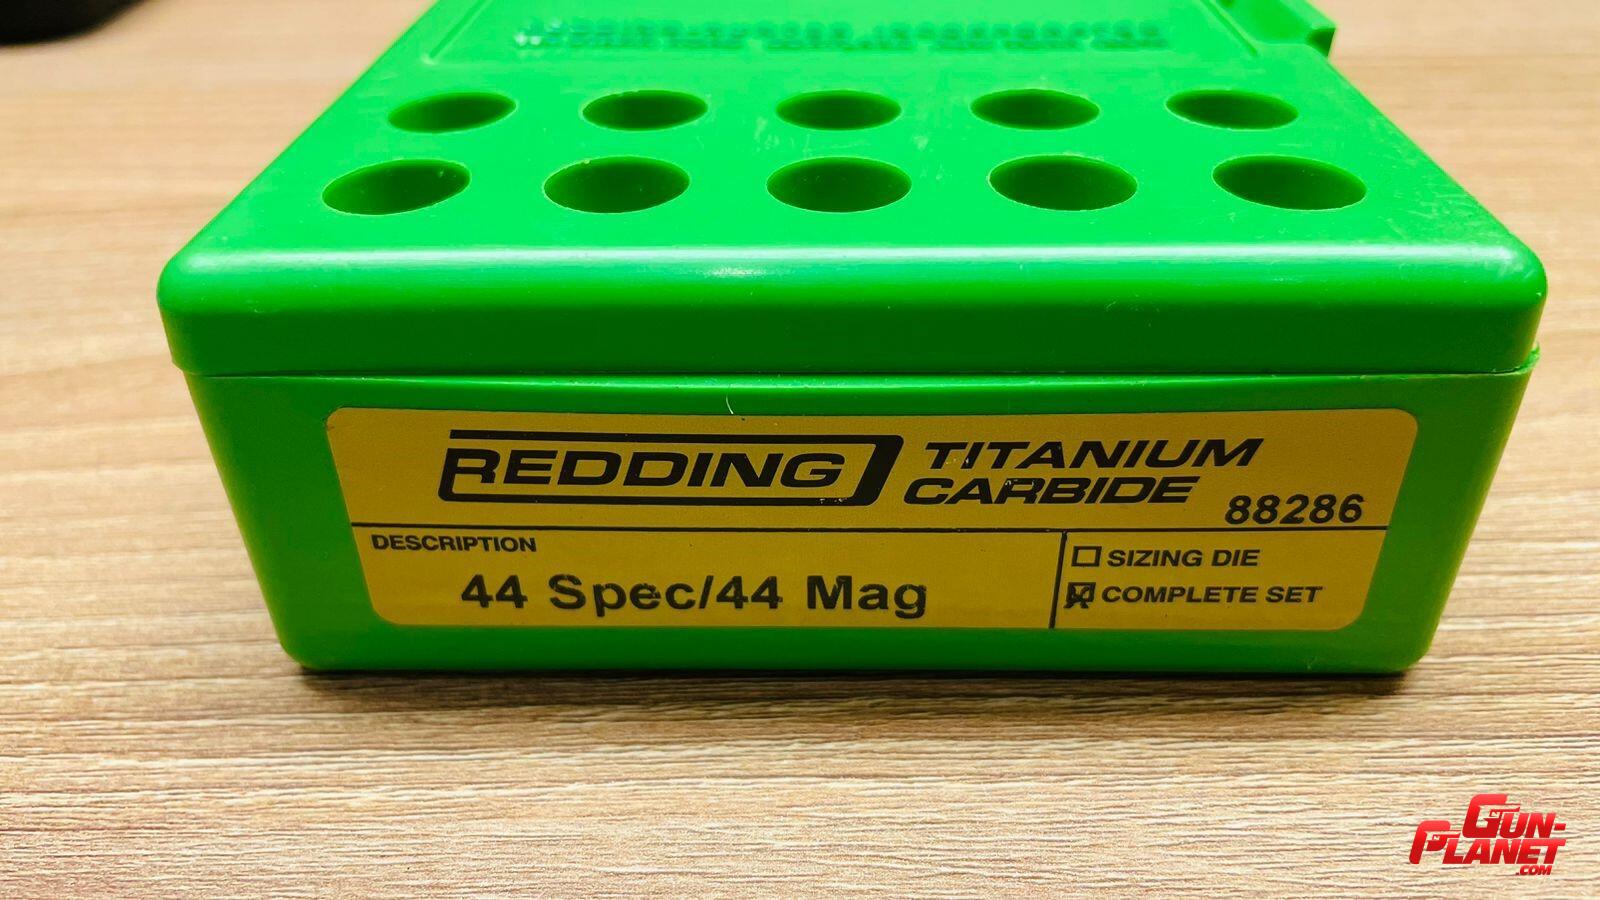 REDDING
TITANIUM
CARBIDE
88286
DESCRIPTION
44 Spec/44 Mag
SIZING DIE
COMPLETE SET
GUN-
PLANET
.COM